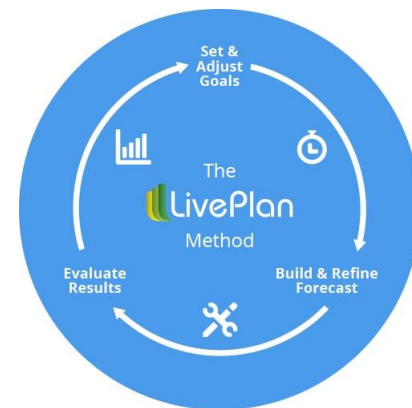 Set &
Adjust
Goals
The
LivePlan
Method
Evaluate
Results
Build & Refine
Forecast